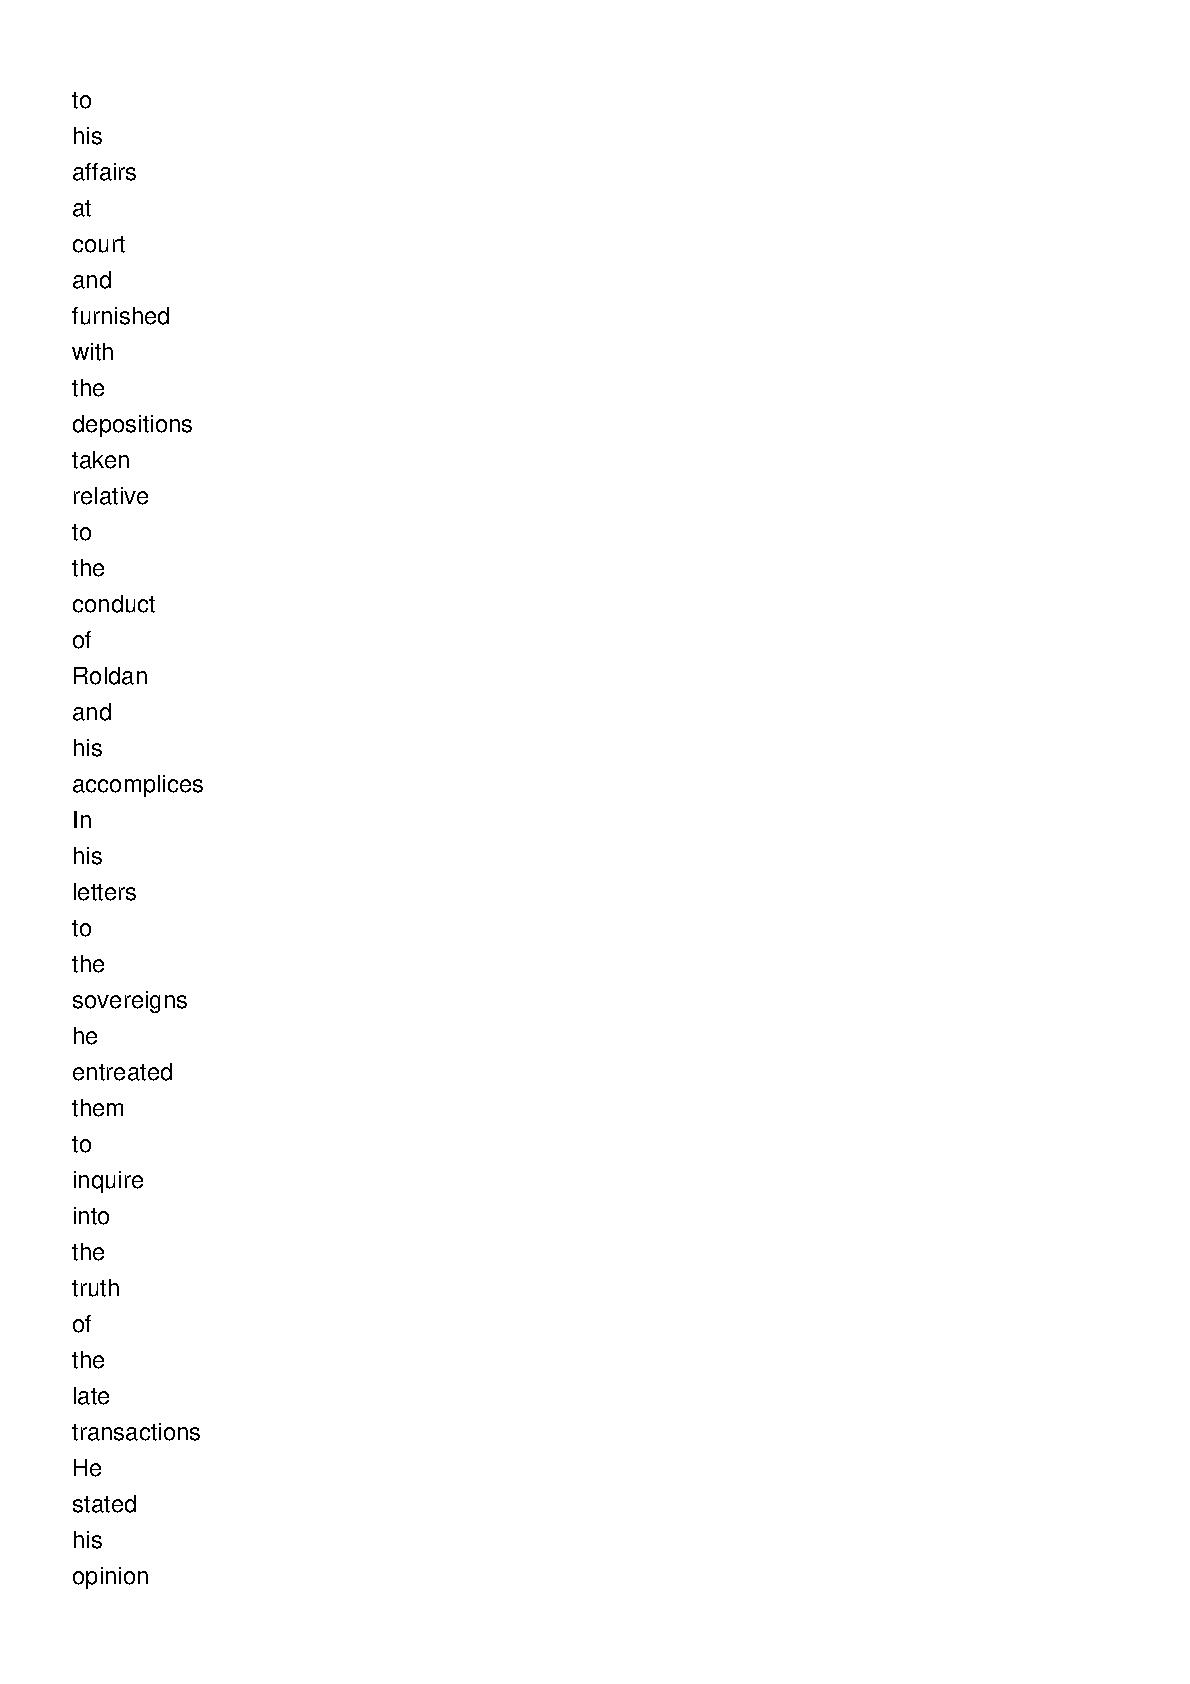 to
his
affairs
at
court
and
furnished
with
the
depositions
taken
relative
to
the
conduct
of
Roldan
and
his
accomplices
In
his
letters
to
the
sovereigns
he
entreated
them
to
inquire
into
the
truth
of
the
late
transactions
He
stated
his
opinion